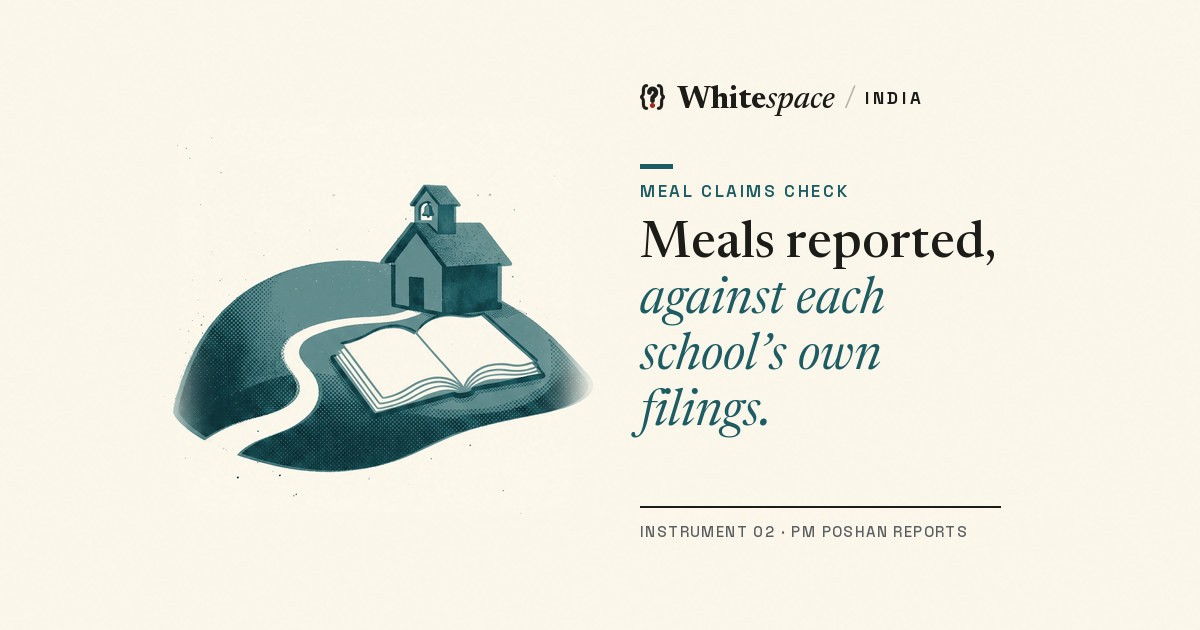 {?} Whitespace / INDIA
MEAL CLAIMS CHECK
Meals reported,
against each
school’s own
filings.
INSTRUMENT 02 · PM POSHAN REPORTS